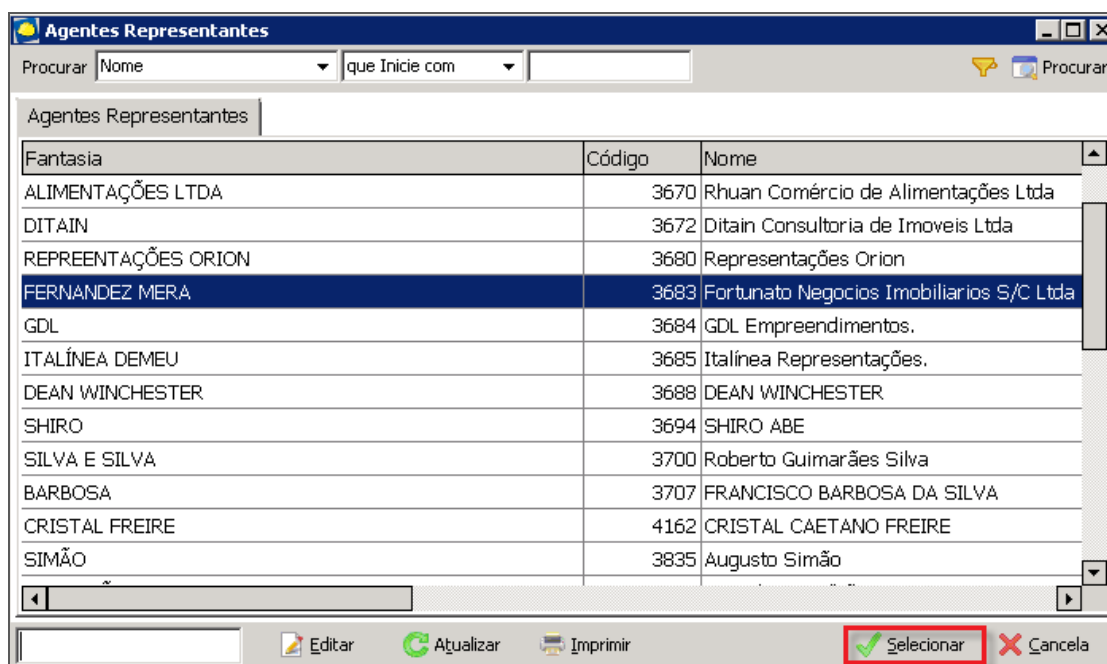 Agentes Representantes
Procurar Nome que Inicie com Procurar
Agentes Representantes
Fantasia Código Nome
ALIMENTAÇÕES LTDA 3670 Rhuan Comércio de Alimentações Ltda
DITAIN 3672 Ditain Consultoria de Imoveis Ltda
REPREENTAÇÕES ORION 3680 Representações Orion
FERNANDEZ MERA 3683 Fortunato Negocios Imobiliarios S/C Ltda
GDL 3684 GDL Empreendimentos.
ITALÍNEA DEMEU 3685 Italínea Representações.
DEAN WINCHESTER 3688 DEAN WINCHESTER
SHIRO 3694 SHIRO ABE
SILVA E SILVA 3700 Roberto Guimarães Silva
BARBOSA 3707 FRANCISCO BARBOSA DA SILVA
CRISTAL FREIRE 4162 CRISTAL CAETANO FREIRE
SIMÃO 3835 Augusto Simão
Editar Atualizar Imprimir Selecionar Cancela